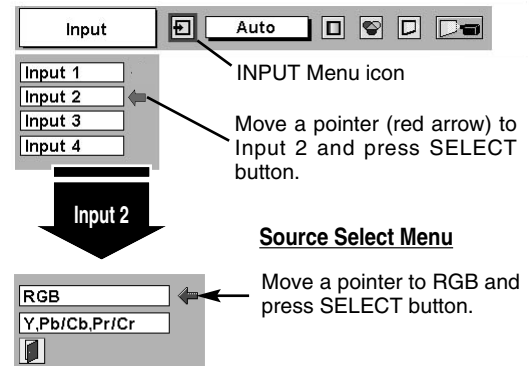 Input
Auto
INPUT Menu icon
Input 1
Input 2
Input 3
Input 4
Move a pointer (red arrow) to
Input 2 and press SELECT
button.
Input 2
Source Select Menu
RGB
Y,Pb/Cb,Pr/Cr
Move a pointer to RGB and
press SELECT button.